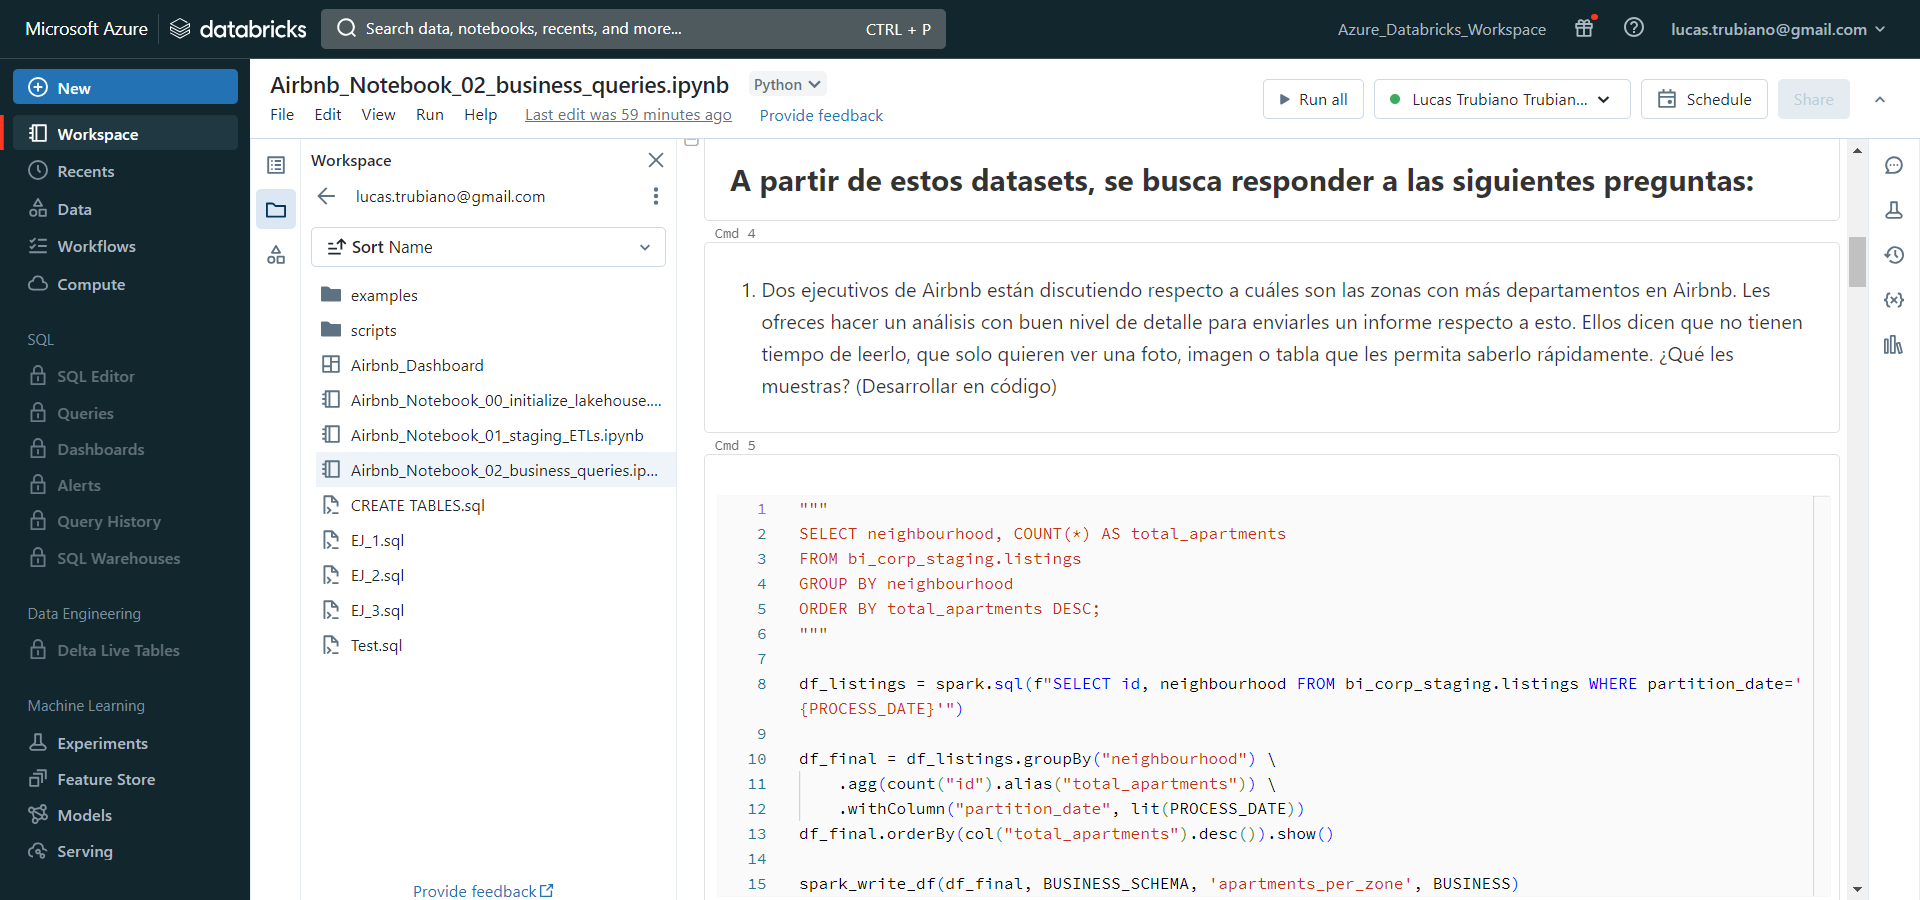 Microsoft Azure
databricks
Search data, notebooks, recents, and more...
CTRL + P
Azure_Databricks_Workspace
lucas.trubiano@gmail.com
New
Workspace
Recents
Data
Workflows
Compute
SQL
SQL Editor
Queries
Dashboards
Alerts
Query History
SQL Warehouses
Data Engineering
Delta Live Tables
Machine Learning
Experiments
Feature Store
Models
Serving
Airbnb_Notebook_02_business_queries.ipynb
Python
File Edit View Run Help Last edit was 59 minutes ago Provide feedback
Run all
Lucas Trubiano Trubian...
Schedule
Share
Workspace
lucas.trubiano@gmail.com
Sort Name
examples
scripts
Airbnb_Dashboard
Airbnb_Notebook_00_initialize_lakehouse....
Airbnb_Notebook_01_staging_ETLs.ipynb
Airbnb_Notebook_02_business_queries.ip...
CREATE TABLES.sql
EJ_1.sql
EJ_2.sql
EJ_3.sql
Test.sql
Provide feedback
A partir de estos datasets, se busca responder a las siguientes preguntas:
Cmd 4
1. Dos ejecutivos de Airbnb están discutiendo respecto a cuáles son las zonas con más departamentos en Airbnb. Les
ofreces hacer un análisis con buen nivel de detalle para enviarles un informe respecto a esto. Ellos dicen que no tienen
tiempo de leerlo, que solo quieren ver una foto, imagen o tabla que les permita saberlo rápidamente. ¿Qué les
muestras? (Desarrollar en código)
Cmd 5
1 """
2 SELECT neighbourhood, COUNT(*) AS total_apartments
3 FROM bi_corp_staging.listings
4 GROUP BY neighbourhood
5 ORDER BY total_apartments DESC;
6 """
7
8 df_listings = spark.sql(f"SELECT id, neighbourhood FROM bi_corp_staging.listings WHERE partition_date='
{PROCESS_DATE}'")
9
10 df_final = df_listings.groupBy("neighbourhood") \
11 .agg(count("id").alias("total_apartments")) \
12 .withColumn("partition_date", lit(PROCESS_DATE))
13 df_final.orderBy(col("total_apartments").desc()).show()
14
15 spark_write_df(df_final, BUSINESS_SCHEMA, 'apartments_per_zone', BUSINESS)